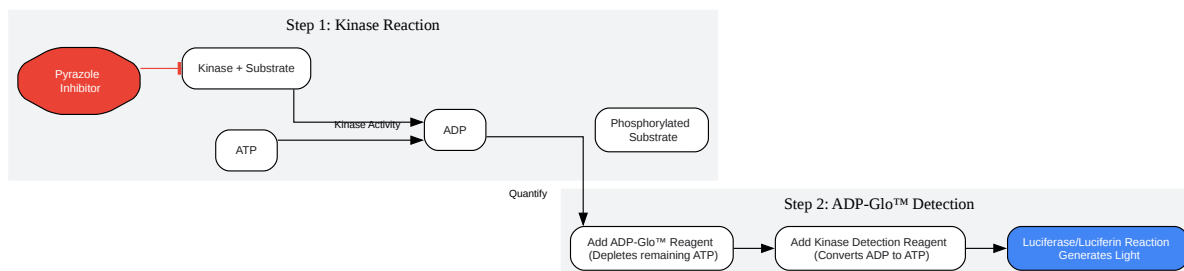 Step 1: Kinase Reaction
Pyrazole
Inhibitor
Kinase + Substrate
Kinase Activity
ATP
ADP
Phosphorylated
Substrate
Quantify
Step 2: ADP-Glo™ Detection
Add ADP-Glo™ Reagent
(Depletes remaining ATP)
Add Kinase Detection Reagent
(Converts ADP to ATP)
Luciferase/Luciferin Reaction
Generates Light